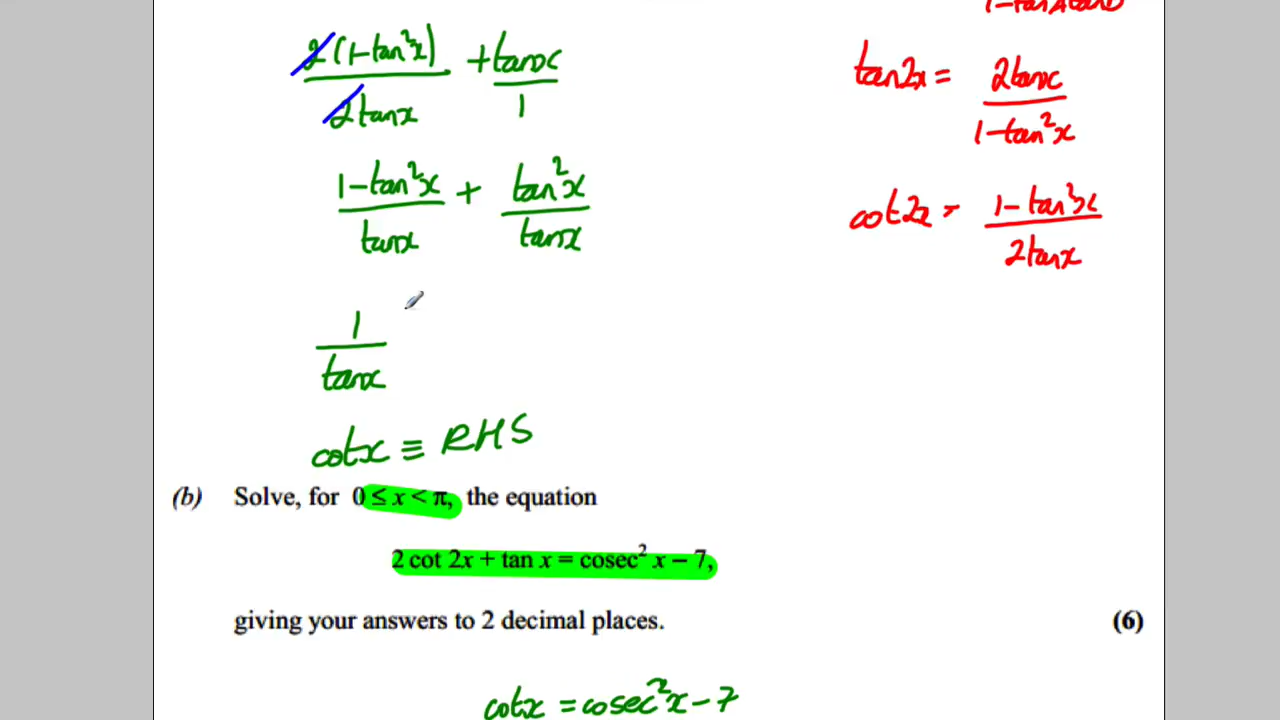 1-tanAtanB
2(1-tan²x) + tanx
2tanx 1
tan2x = 2tanx
1-tan²x
1-tan²x + tan²x
tanx tanx
cot2x = 1-tan²x
2tanx
1
tanx
cotx ≡ RHS
(b) Solve, for 0 ≤ x < π, the equation
2 cot 2x + tan x = cosec² x − 7,
giving your answers to 2 decimal places.
(6)
cotx = cosec²x - 7